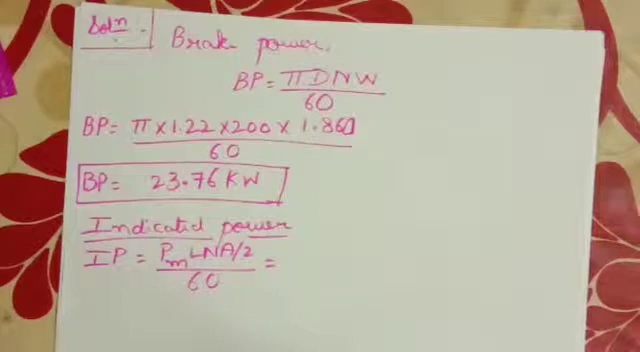 Soln :-
Brake power.
BP = πDNW / 60
BP = π × 1.22 × 200 × 1.860 / 60
BP = 23.76 KW
Indicated power
IP = PmLNA/2 / 60 =